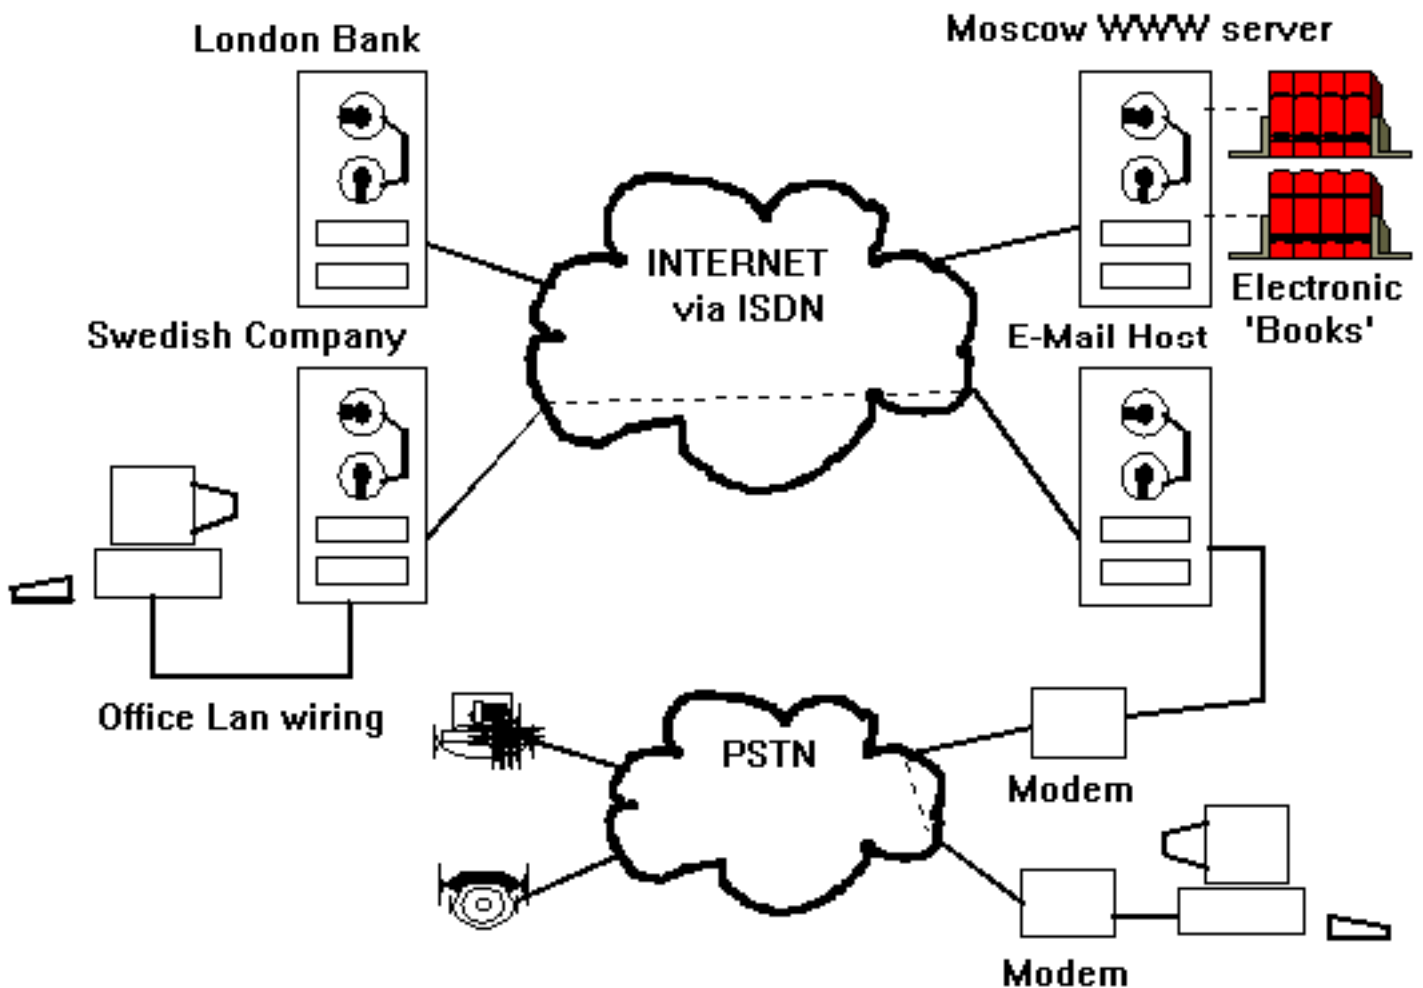 London Bank
Moscow WWW server
INTERNET
via ISDN
Electronic
'Books'
Swedish Company
E-Mail Host
Office Lan wiring
PSTN
Modem
Modem